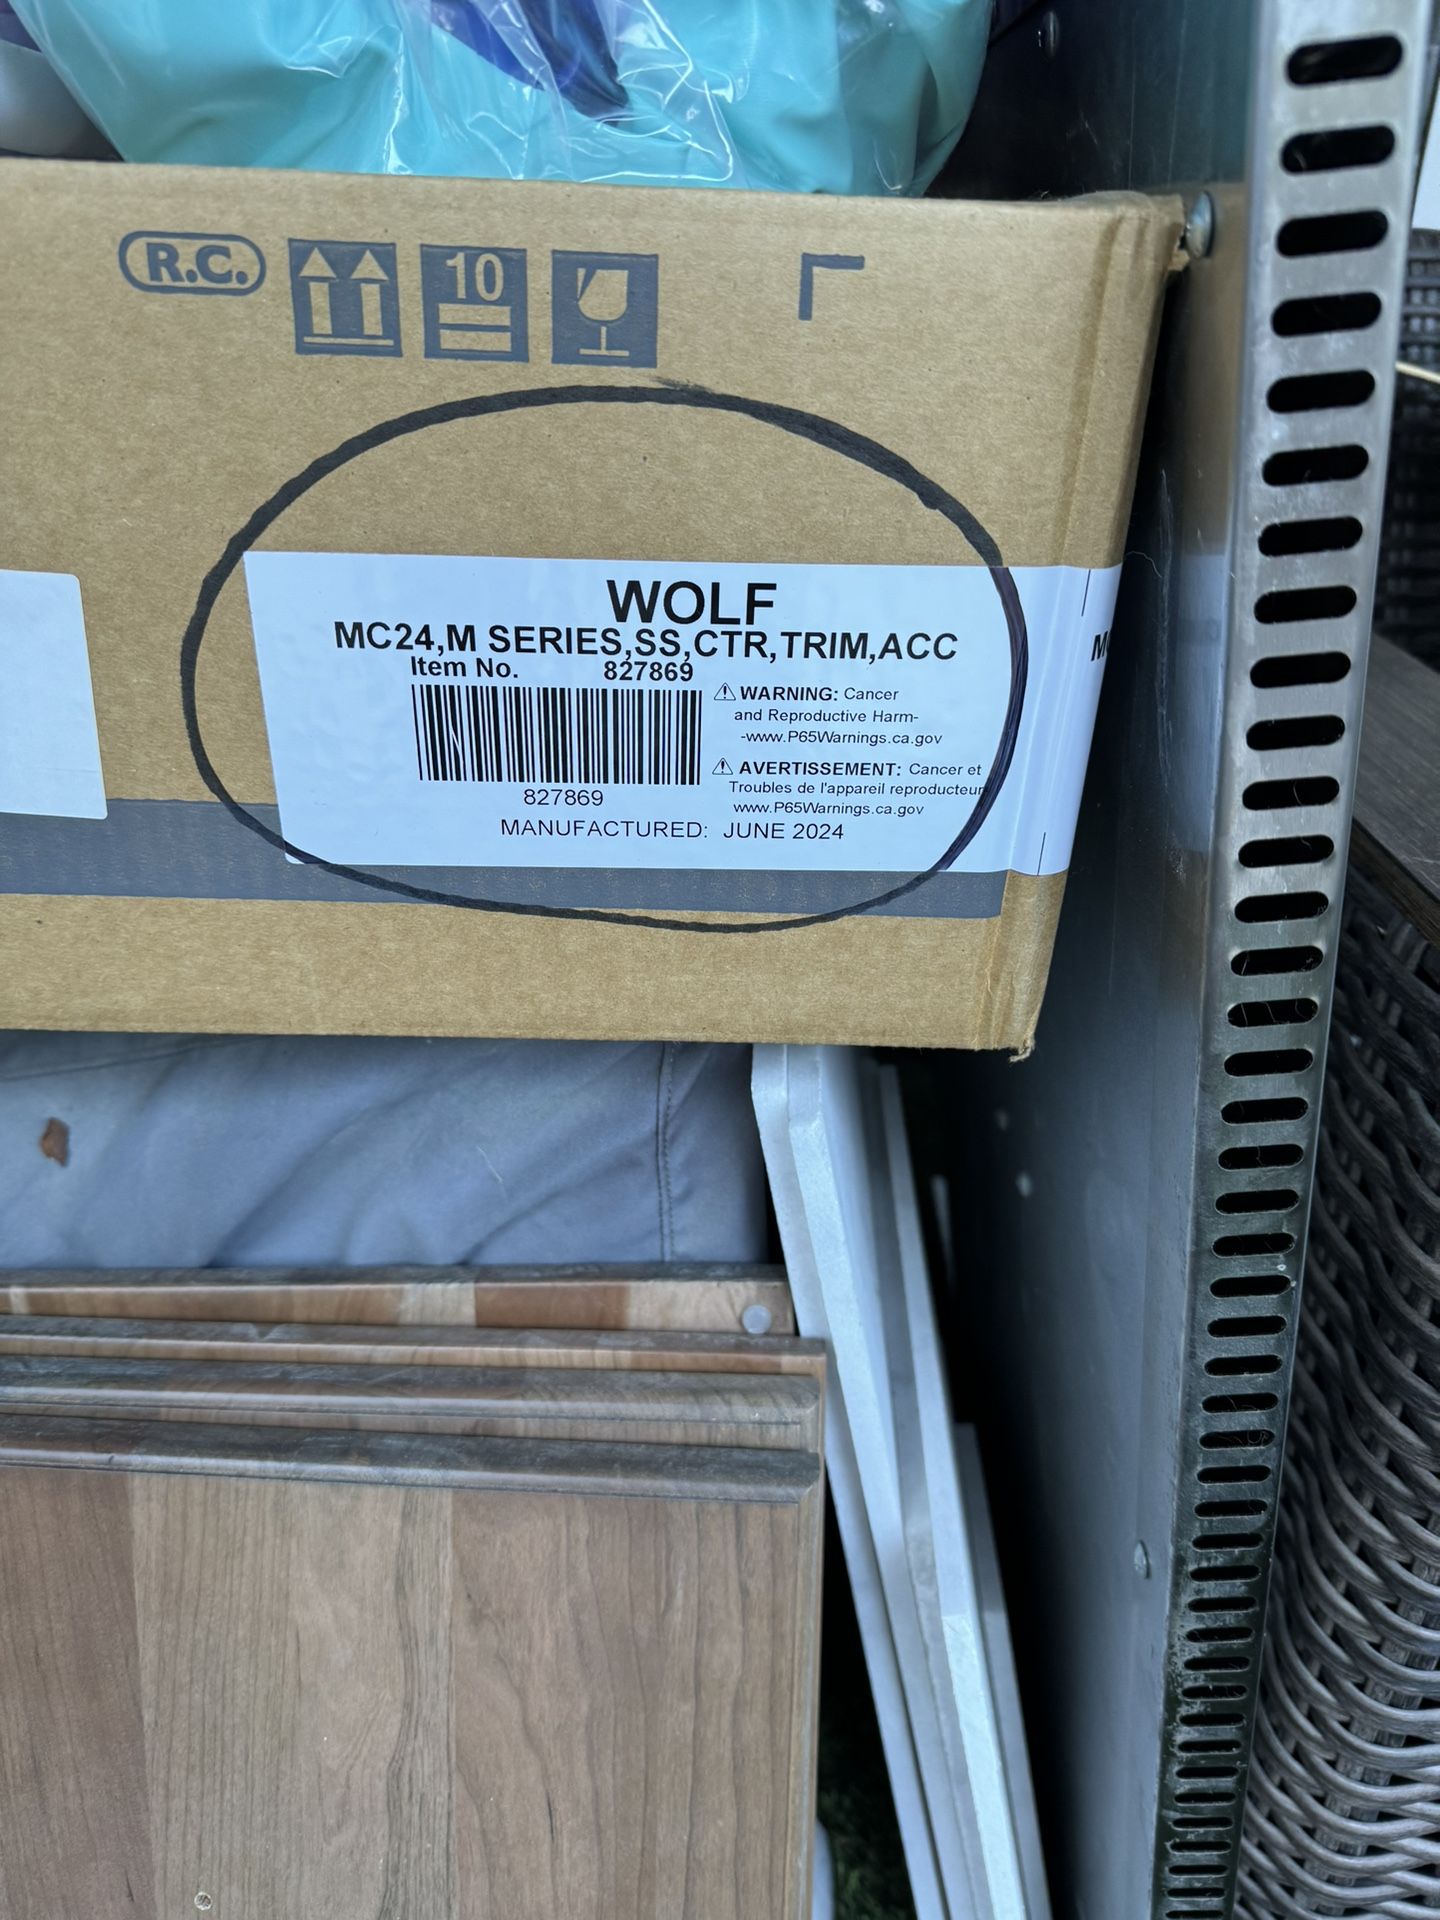 R.C.
10
WOLF
MC24,M SERIES,SS,CTR,TRIM,ACC
Item No. 827869
⚠ WARNING: Cancer
and Reproductive Harm-
-www.P65Warnings.ca.gov
⚠ AVERTISSEMENT: Cancer et
Troubles de l'appareil reproducteur
www.P65Warnings.ca.gov
827869
MANUFACTURED: JUNE 2024